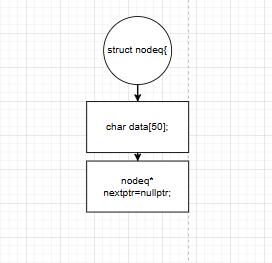 struct nodeq{
char data[50];
nodeq*
nextptr=nullptr;